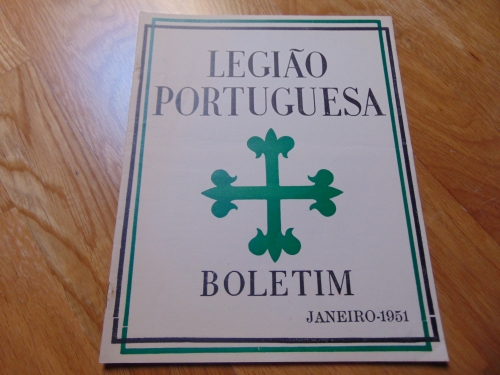 LEGIÃO
PORTUGUESA
BOLETIM
JANEIRO-1951